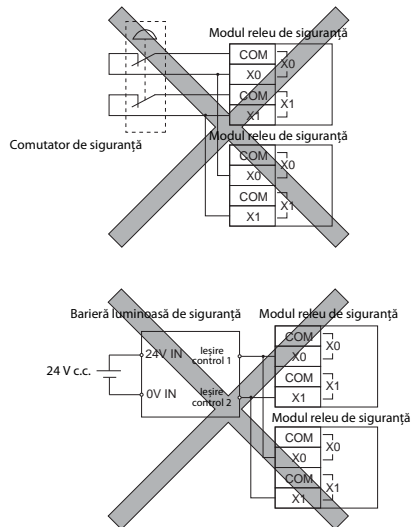 Modul releu de siguranță
COM
X0
X0
COM
X1
X1
Comutator de siguranță
Modul releu de siguranță
COM
X0
X0
COM
X1
X1
Barieră luminoasă de siguranță
Modul releu de siguranță
24V IN
Ieșire
control 1
COM
X0
X0
24 V c.c.
COM
X1
X1
0V IN
Ieșire
control 2
Modul releu de siguranță
COM
X0
X0
COM
X1
X1